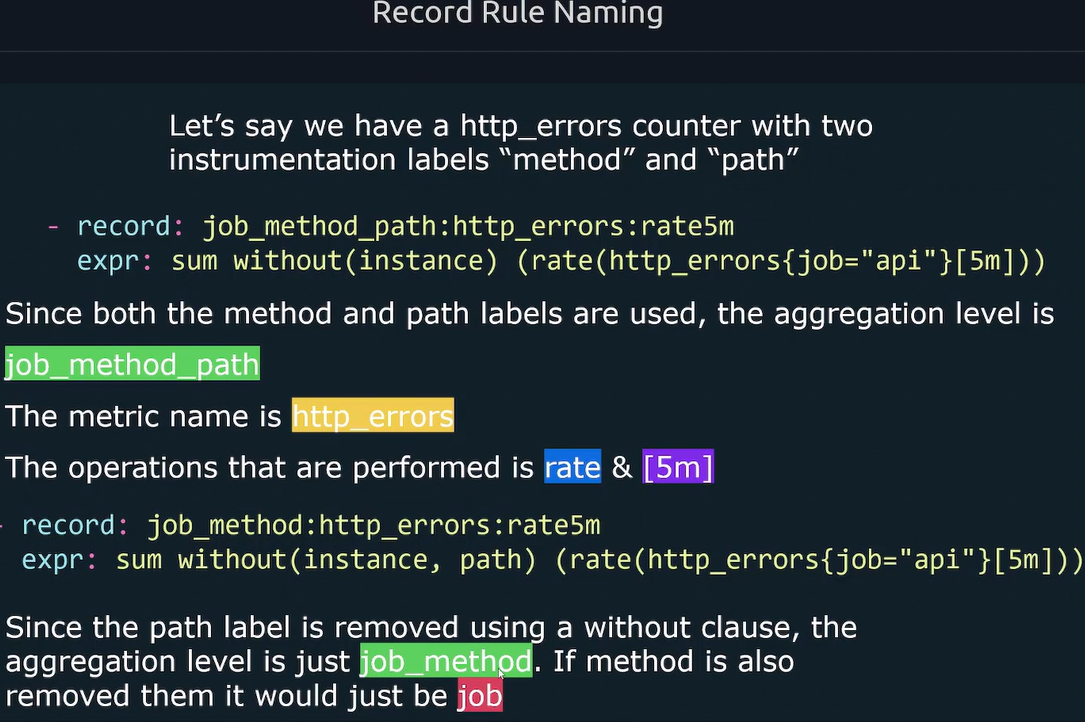 Record Rule Naming
Let’s say we have a http_errors counter with two
instrumentation labels “method” and “path”
- record: job_method_path:http_errors:rate5m
expr: sum without(instance) (rate(http_errors{job="api"}[5m]))
Since both the method and path labels are used, the aggregation level is
job_method_path
The metric name is http_errors
The operations that are performed is rate & [5m]
- record: job_method:http_errors:rate5m
expr: sum without(instance, path) (rate(http_errors{job="api"}[5m]))
Since the path label is removed using a without clause, the
aggregation level is just job_method. If method is also
removed them it would just be job